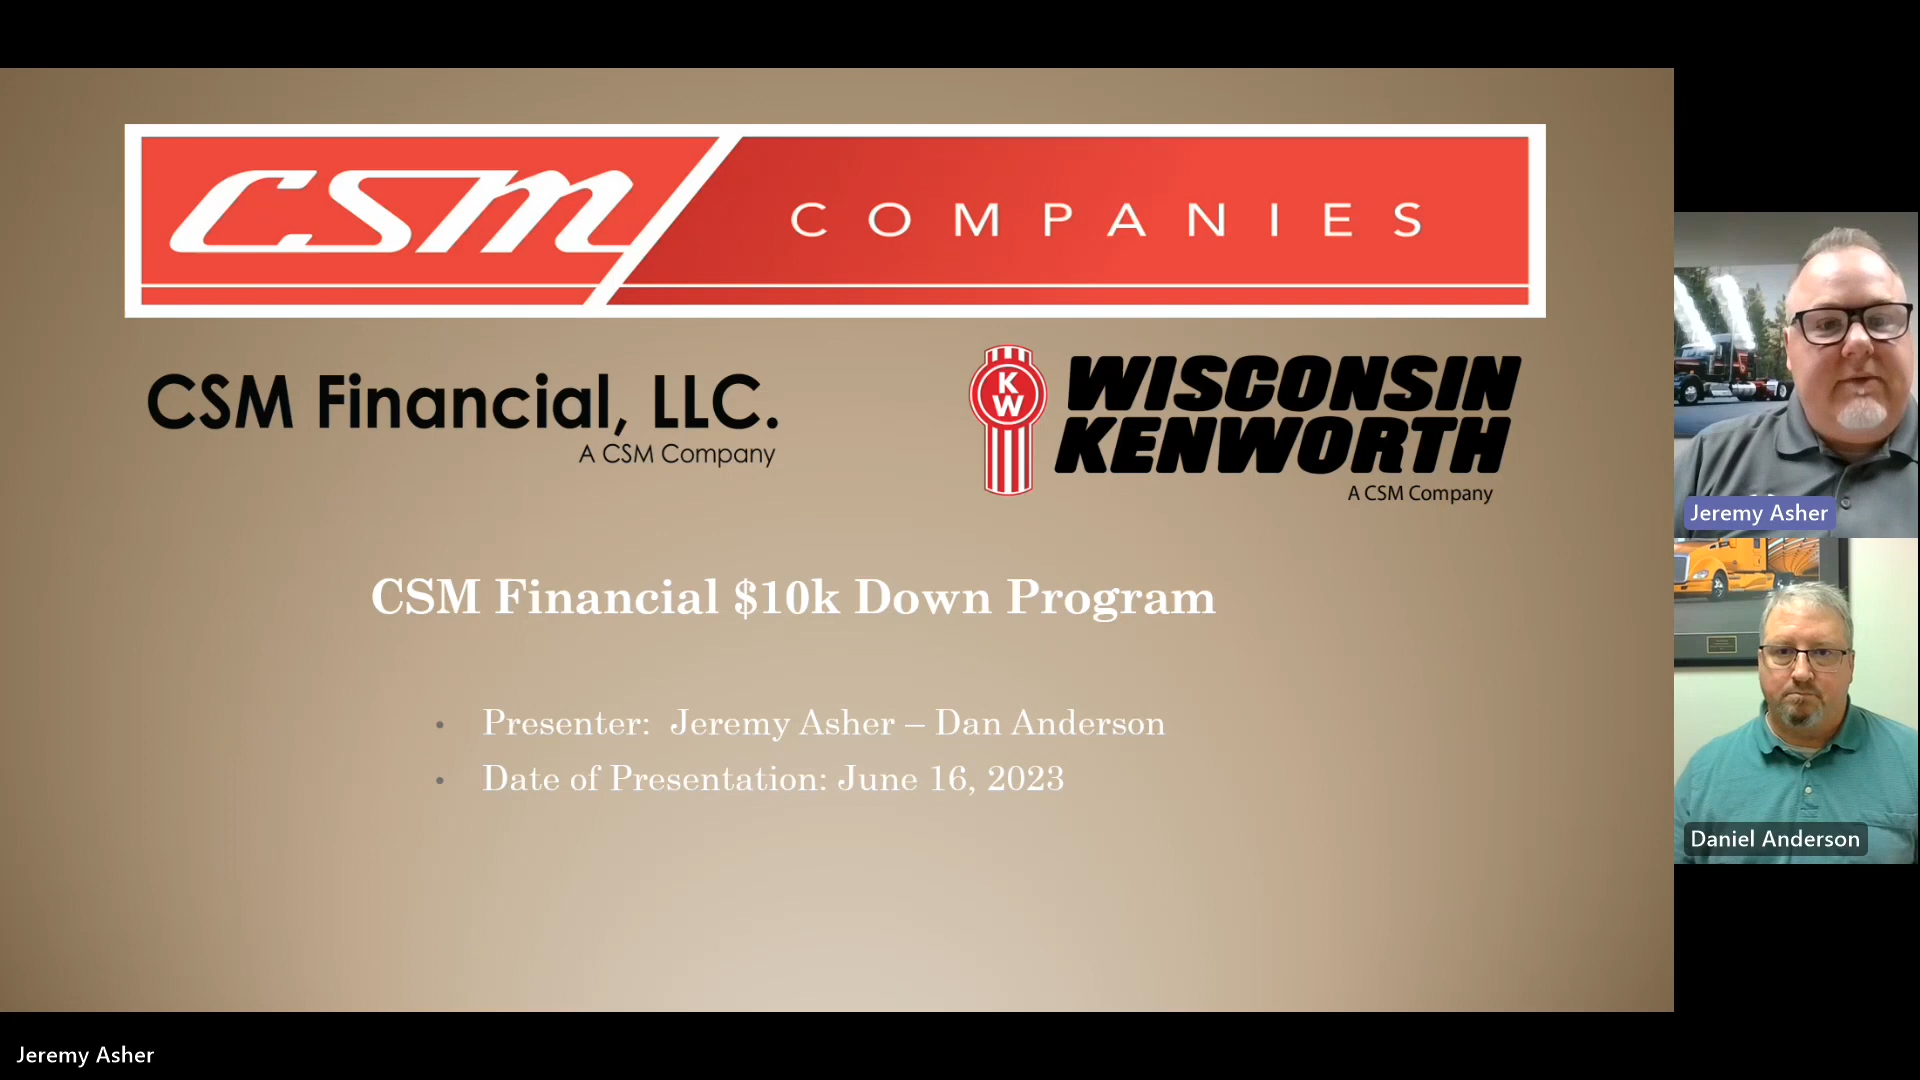 CSM COMPANIES
CSM Financial, LLC.
A CSM Company
KW
WISCONSIN
KENWORTH
A CSM Company
CSM Financial $10k Down Program
• Presenter: Jeremy Asher – Dan Anderson
• Date of Presentation: June 16, 2023
Jeremy Asher
Daniel Anderson
Jeremy Asher